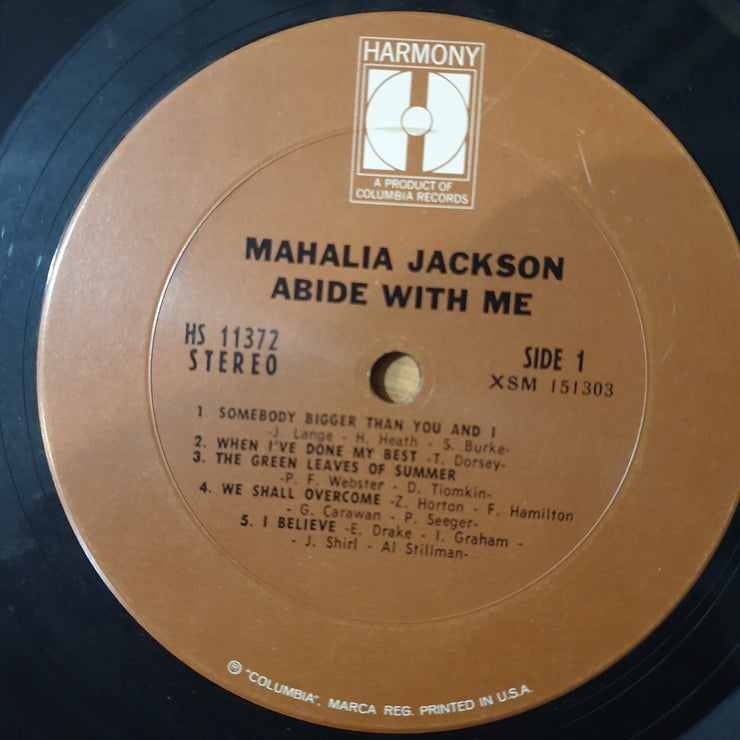 HARMONY
A PRODUCT OF
COLUMBIA RECORDS
MAHALIA JACKSON
ABIDE WITH ME
HS 11372
STEREO
SIDE 1
XSM 151303
1 SOMEBODY BIGGER THAN YOU AND I
-J. Lange - H. Heath - S. Burke-
2. WHEN I'VE DONE MY BEST -T. Dorsey-
3. THE GREEN LEAVES OF SUMMER
-P. F. Webster - D. Tiomkin-
4. WE SHALL OVERCOME -Z. Horton - F. Hamilton
- G. Carawan - P. Seeger-
5. I BELIEVE -E. Drake - I. Graham -
- J. Shirl - Al Stillman-
® "COLUMBIA", MARCA REG. PRINTED IN U.S.A.